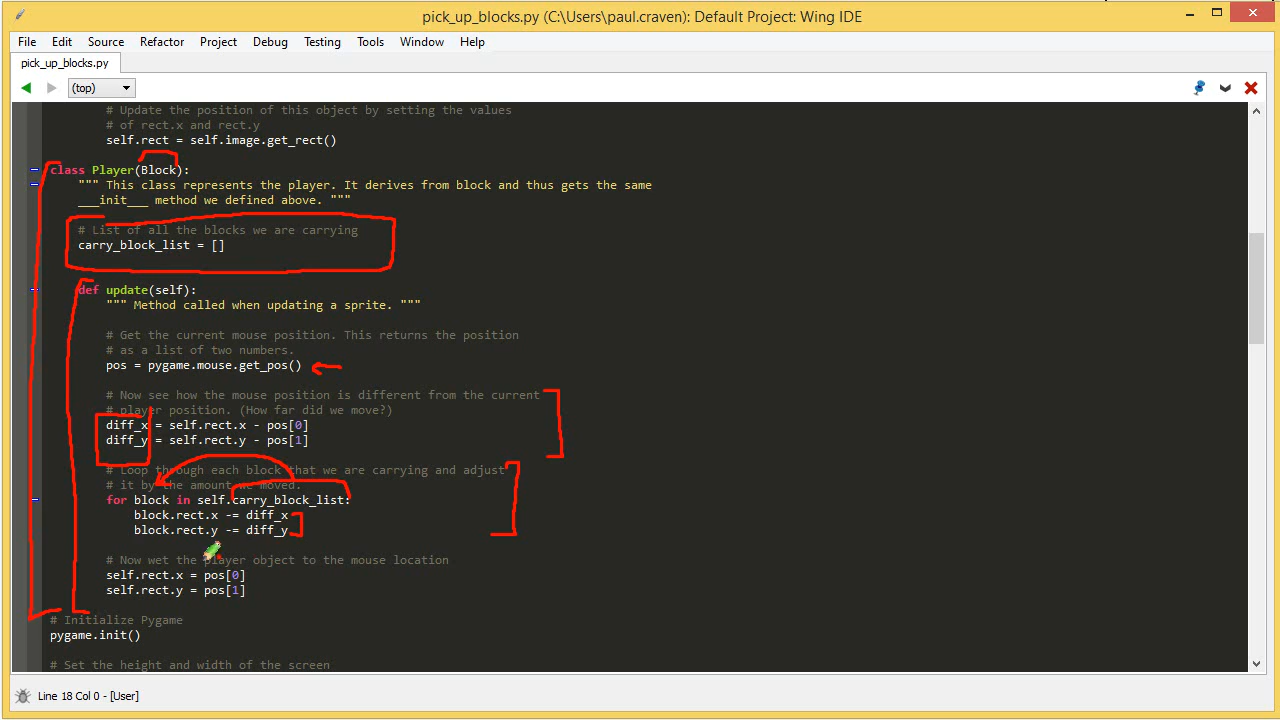 pick_up_blocks.py (C:\Users\paul.craven): Default Project: Wing IDE
File Edit Source Refactor Project Debug Testing Tools Window Help
pick_up_blocks.py
(top)
# Update the position of this object by setting the values
# of rect.x and rect.y
self.rect = self.image.get_rect()
class Player(Block):
""" This class represents the player. It derives from block and thus gets the same
___init___ method we defined above. """
# List of all the blocks we are carrying
carry_block_list = []
def update(self):
""" Method called when updating a sprite. """
# Get the current mouse position. This returns the position
# as a list of two numbers.
pos = pygame.mouse.get_pos()
# Now see how the mouse position is different from the current
# player position. (How far did we move?)
diff_x = self.rect.x - pos[0]
diff_y = self.rect.y - pos[1]
# Loop through each block that we are carrying and adjust
# it by the amount we moved.
for block in self.carry_block_list:
block.rect.x -= diff_x
block.rect.y -= diff_y
# Now wet the player object to the mouse location
self.rect.x = pos[0]
self.rect.y = pos[1]
# Initialize Pygame
pygame.init()
# Set the height and width of the screen
Line 18 Col 0 - [User]